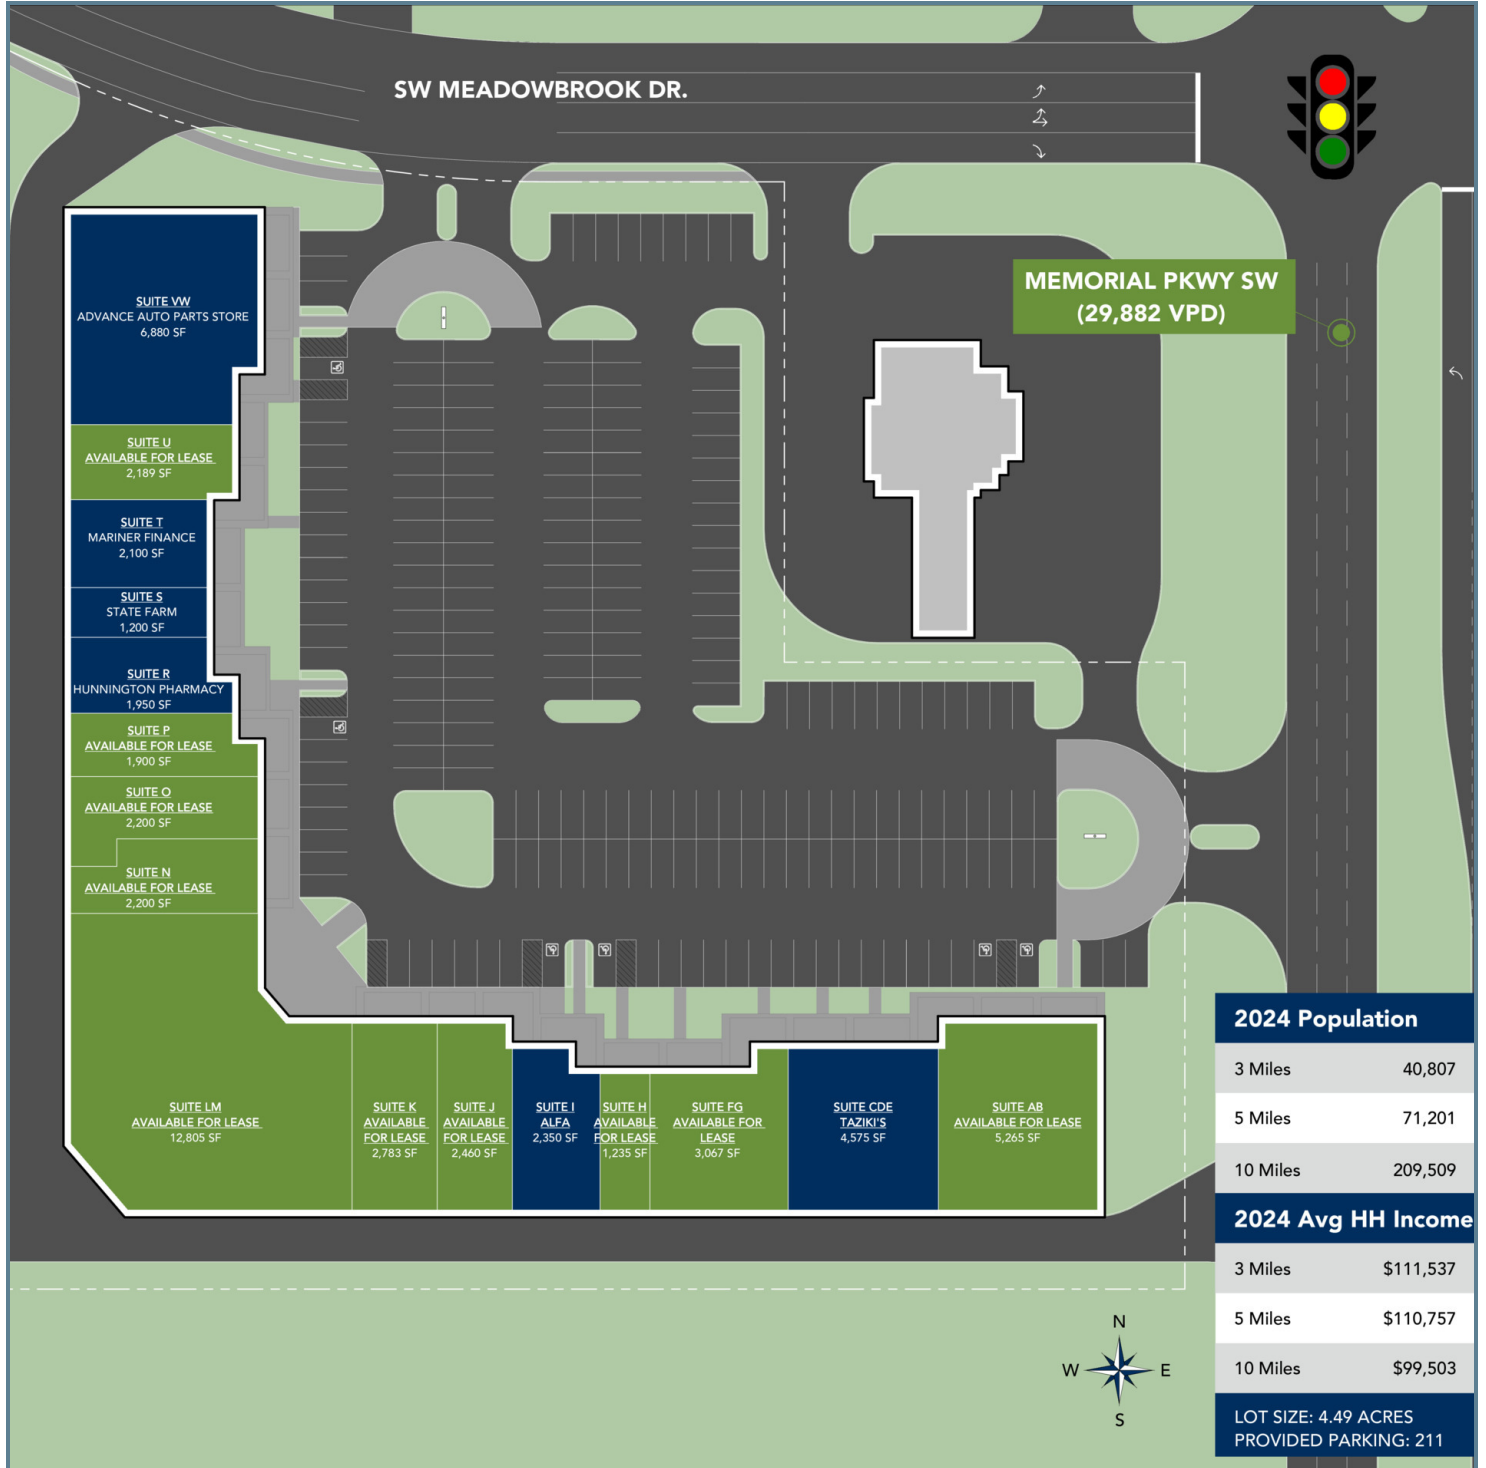 SW MEADOWBROOK DR.
MEMORIAL PKWY SW
(29,882 VPD)
SUITE VW
ADVANCE AUTO PARTS STORE
6,880 SF
SUITE U
AVAILABLE FOR LEASE
2,189 SF
SUITE T
MARINER FINANCE
2,100 SF
SUITE S
STATE FARM
1,200 SF
SUITE R
HUNNINGTON PHARMACY
1,950 SF
SUITE P
AVAILABLE FOR LEASE
1,900 SF
SUITE O
AVAILABLE FOR LEASE
2,200 SF
SUITE N
AVAILABLE FOR LEASE
2,200 SF
SUITE LM
AVAILABLE FOR LEASE
12,805 SF
SUITE K
AVAILABLE
FOR LEASE
2,783 SF
SUITE J
AVAILABLE
FOR LEASE
2,460 SF
SUITE I
ALFA
2,350 SF
SUITE H
AVAILABLE
FOR LEASE
1,235 SF
SUITE FG
AVAILABLE FOR
LEASE
3,067 SF
SUITE CDE
TAZIKI'S
4,575 SF
SUITE AB
AVAILABLE FOR LEASE
5,265 SF
2024 Population
3 Miles 40,807
5 Miles 71,201
10 Miles 209,509
2024 Avg HH Income
3 Miles $111,537
5 Miles $110,757
10 Miles $99,503
LOT SIZE: 4.49 ACRES
PROVIDED PARKING: 211
N
W E
S